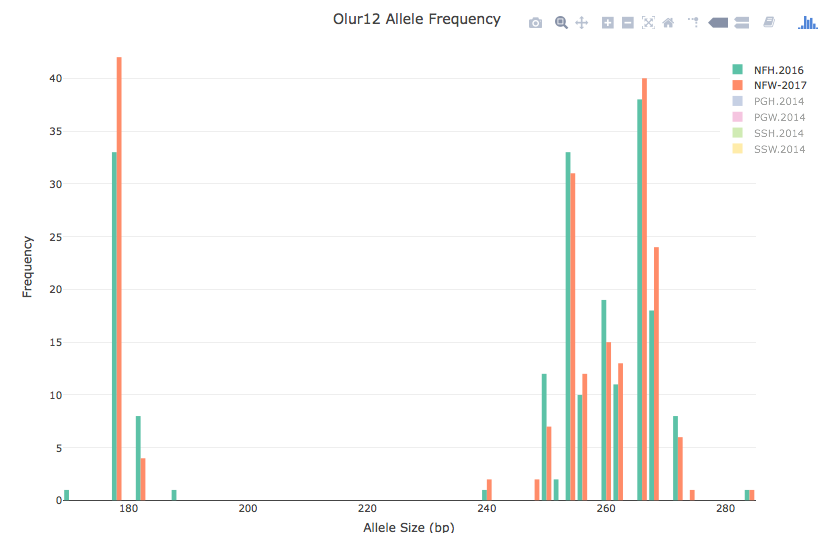 Olur12 Allele Frequency
NFH.2016
NFW-2017
PGH.2014
PGW.2014
SSH.2014
SSW.2014
Frequency
40
35
30
25
20
15
10
5
0
180
200
220
240
260
280
Allele Size (bp)